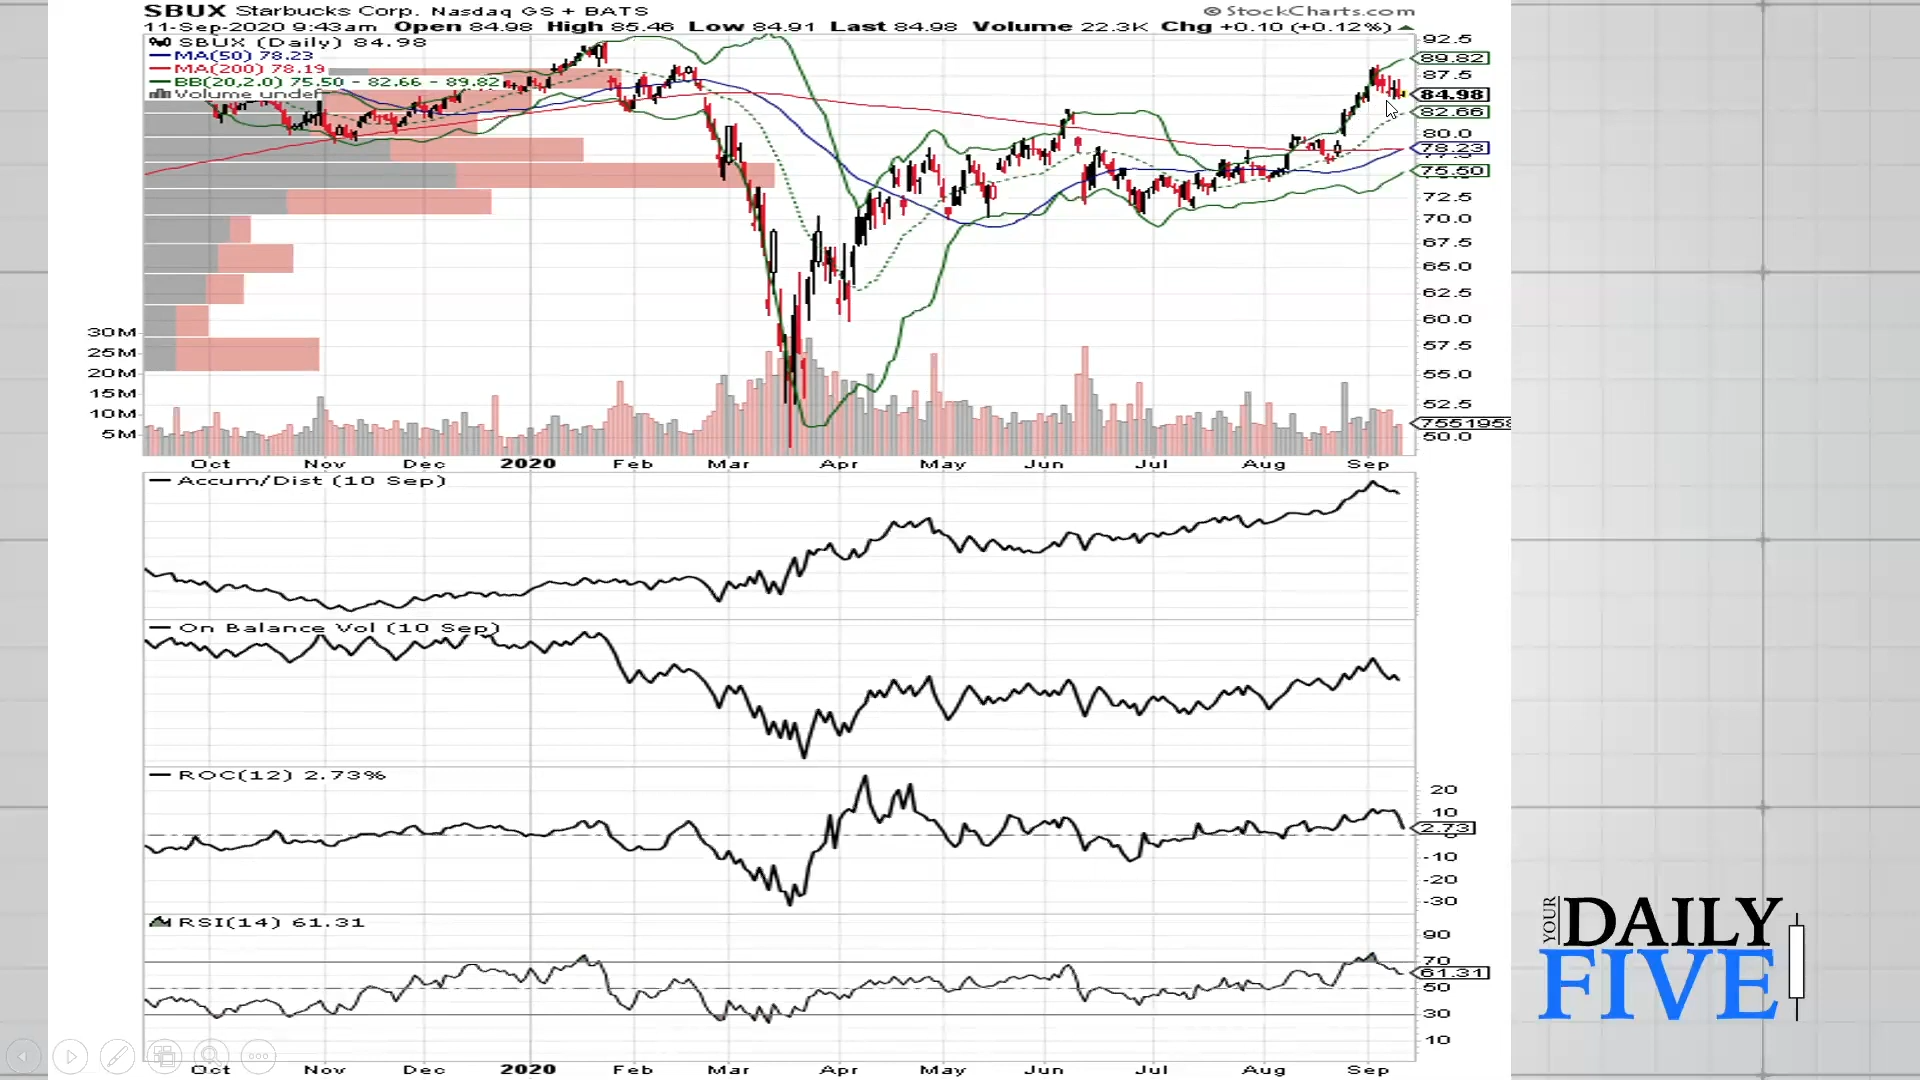 SBUX Starbucks Corp. Nasdaq GS + BATS
© StockCharts.com
11-Sep-2020 9:43am Open 84.98 High 85.46 Low 84.91 Last 84.98 Volume 22.3K Chg +0.10 (+0.12%)
SBUX (Daily) 84.98
MA(50) 78.23
MA(200) 78.19
BB(20,2.0) 75.50 - 82.66 - 89.82
Volume undef
92.5
89.82
87.5
84.98
82.66
80.0
78.23
77.5
75.50
72.5
70.0
67.5
65.0
62.5
60.0
57.5
55.0
52.5
7551958
50.0
30M
25M
20M
15M
10M
5M
Oct Nov Dec 2020 Feb Mar Apr May Jun Jul Aug Sep
Accum/Dist (10 Sep)
On Balance Vol (10 Sep)
ROC(12) 2.73%
20
10
2.73
0
-10
-20
-30
RSI(14) 61.31
90
70
61.31
50
30
10
Oct Nov Dec 2020 Feb Mar Apr May Jun Jul Aug Sep
YOUR
DAILY
FIVE